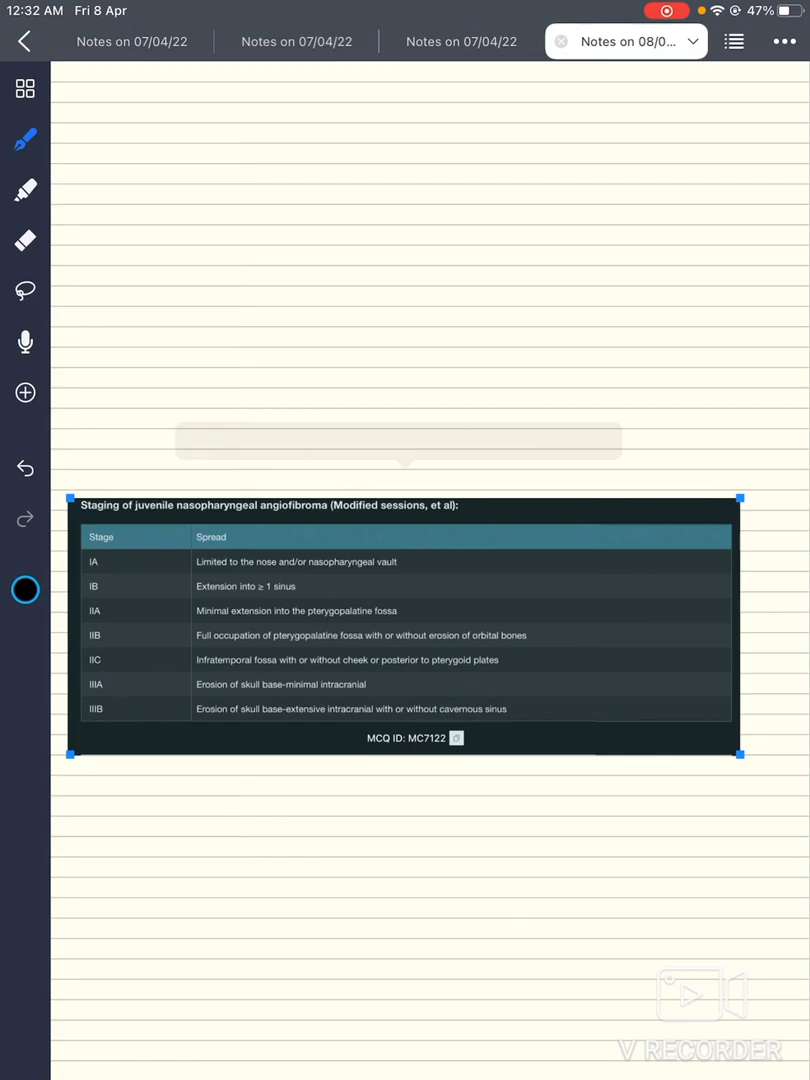 12:32 AM Fri 8 Apr 47%
Notes on 07/04/22 Notes on 07/04/22 Notes on 07/04/22 Notes on 08/0...
Staging of juvenile nasopharyngeal angiofibroma (Modified sessions, et al):
Stage Spread
IA Limited to the nose and/or nasopharyngeal vault
IB Extension into ≥ 1 sinus
IIA Minimal extension into the pterygopalatine fossa
IIB Full occupation of pterygopalatine fossa with or without erosion of orbital bones
IIC Infratemporal fossa with or without cheek or posterior to pterygoid plates
IIIA Erosion of skull base-minimal intracranial
IIIB Erosion of skull base-extensive intracranial with or without cavernous sinus
MCQ ID: MC7122
V RECORDER